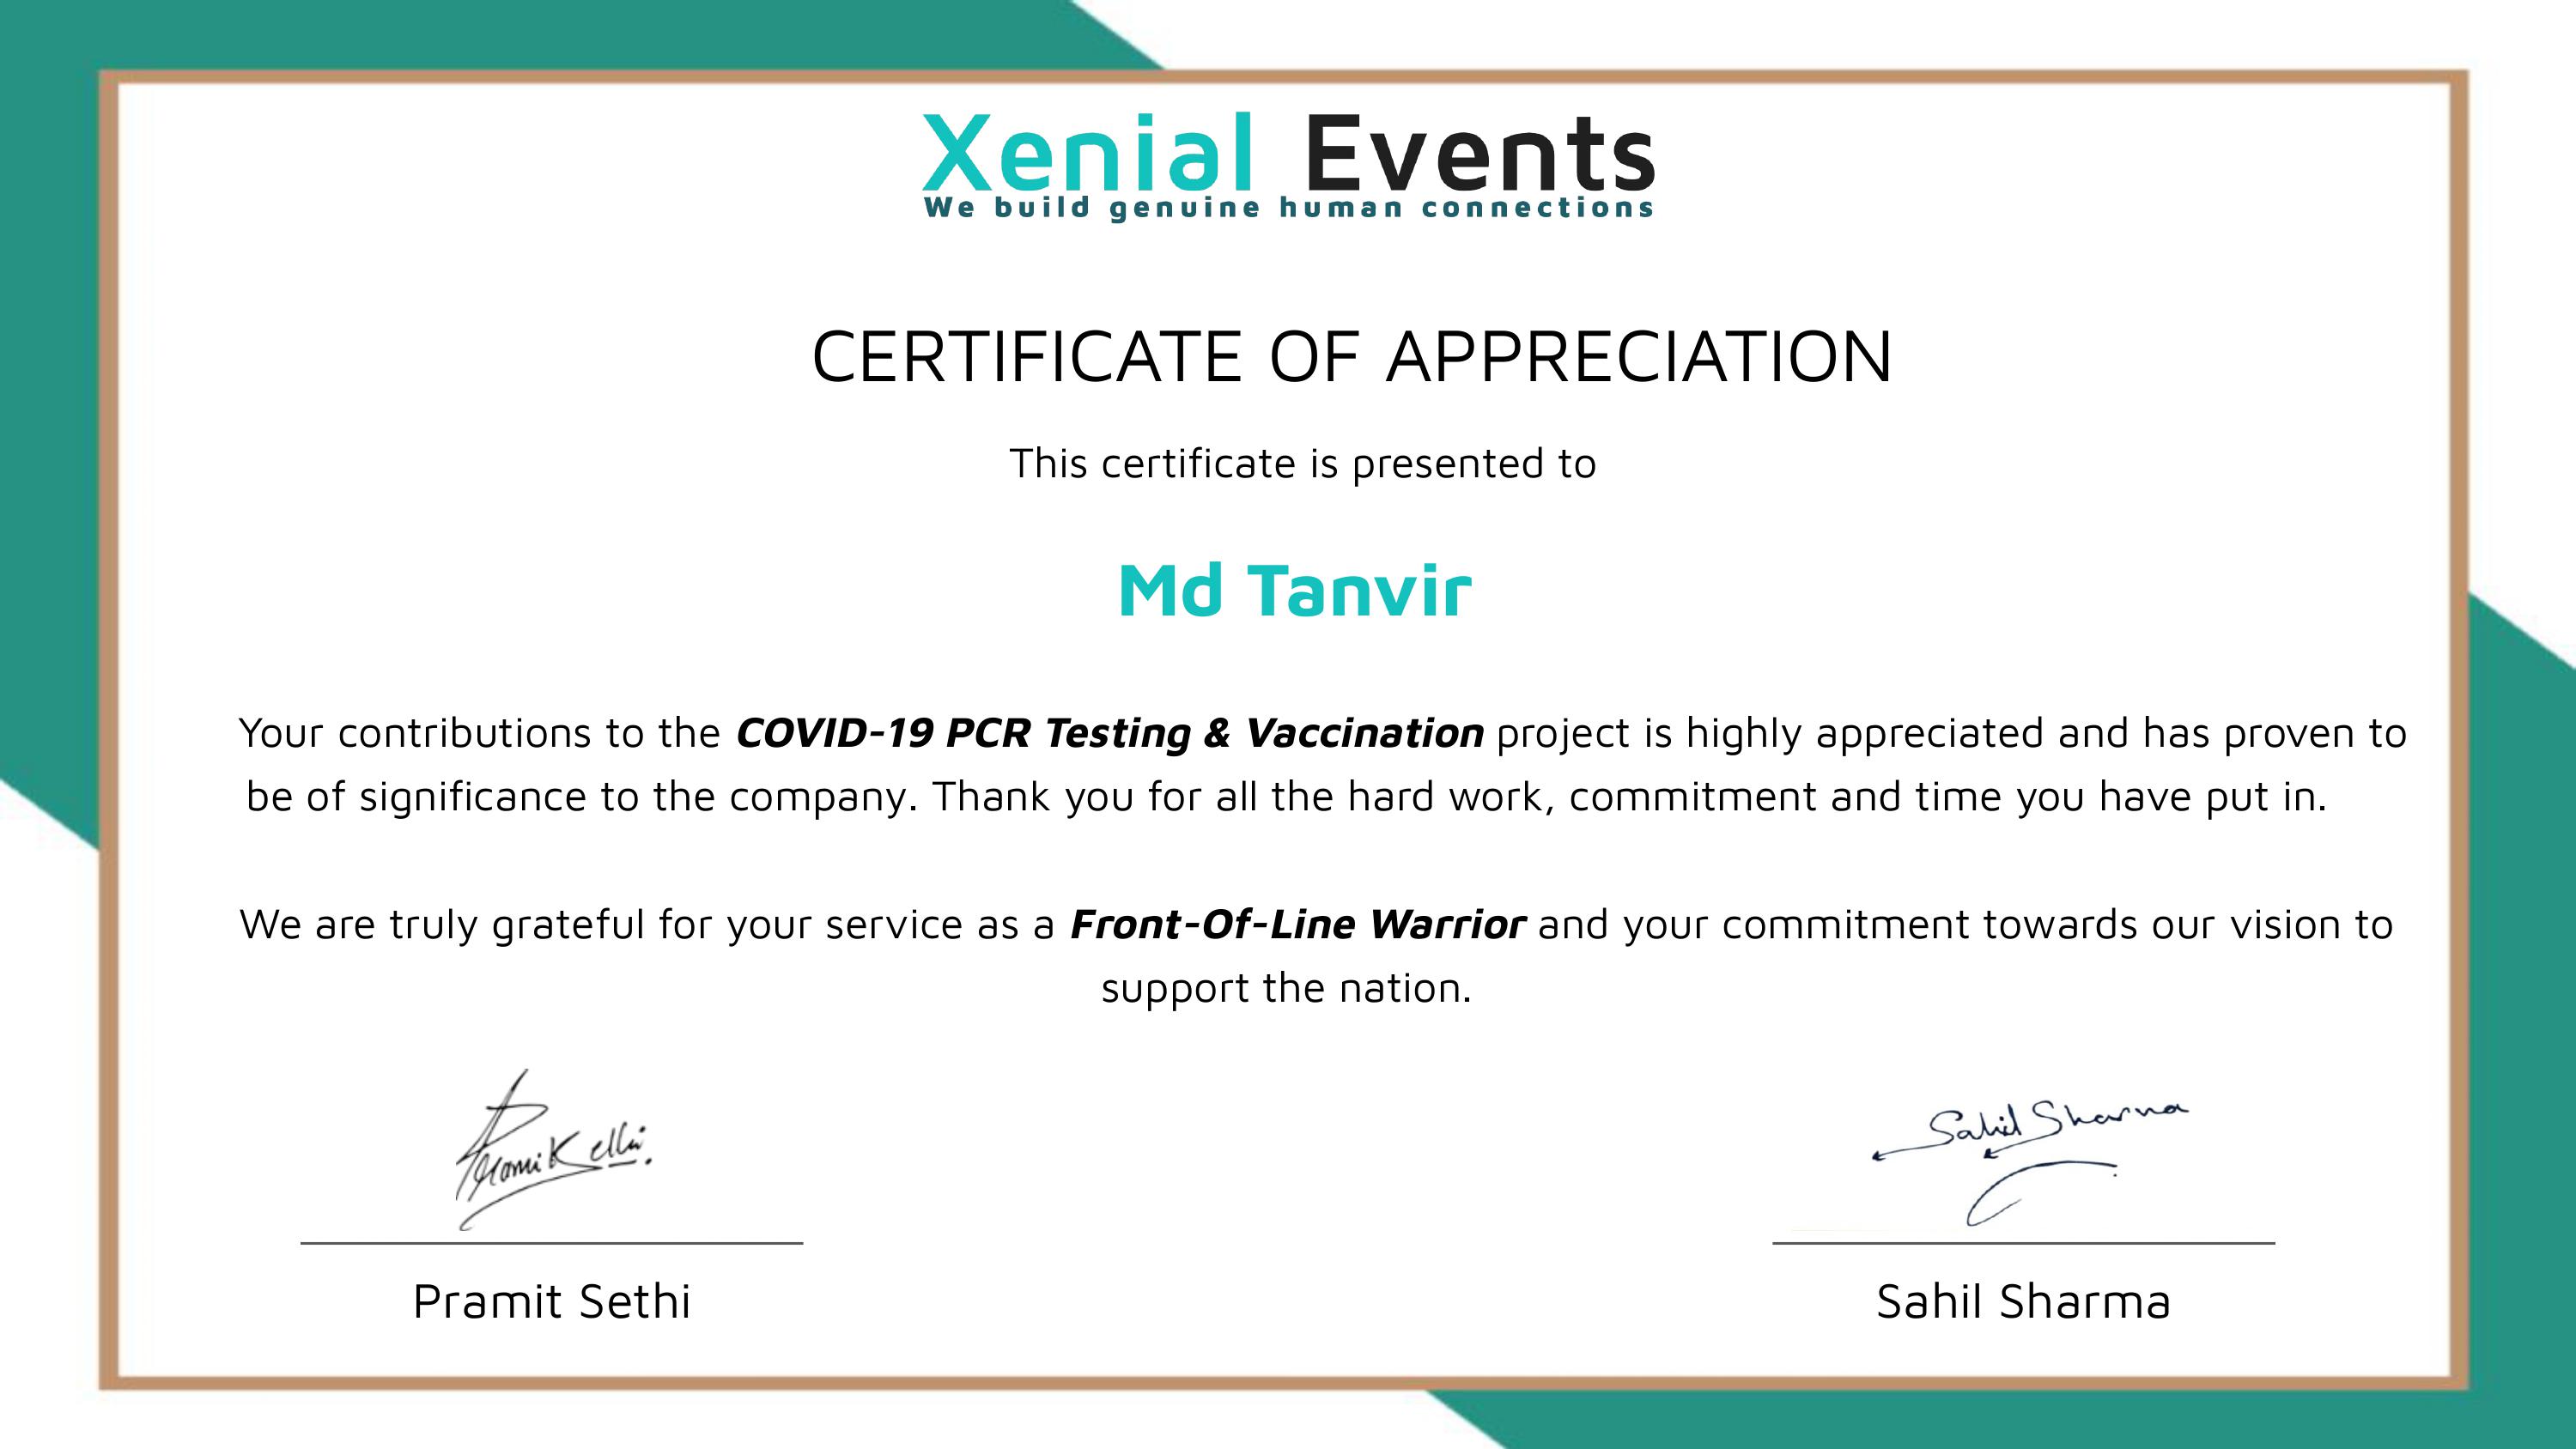 Xenial Events
We build genuine human connections
CERTIFICATE OF APPRECIATION
This certificate is presented to
Md Tanvir
Your contributions to the COVID-19 PCR Testing & Vaccination project is highly appreciated and has proven to
be of significance to the company. Thank you for all the hard work, commitment and time you have put in.
We are truly grateful for your service as a Front-Of-Line Warrior and your commitment towards our vision to
support the nation.
Sahil Sharma
Pramit Sethi
Sahil Sharma